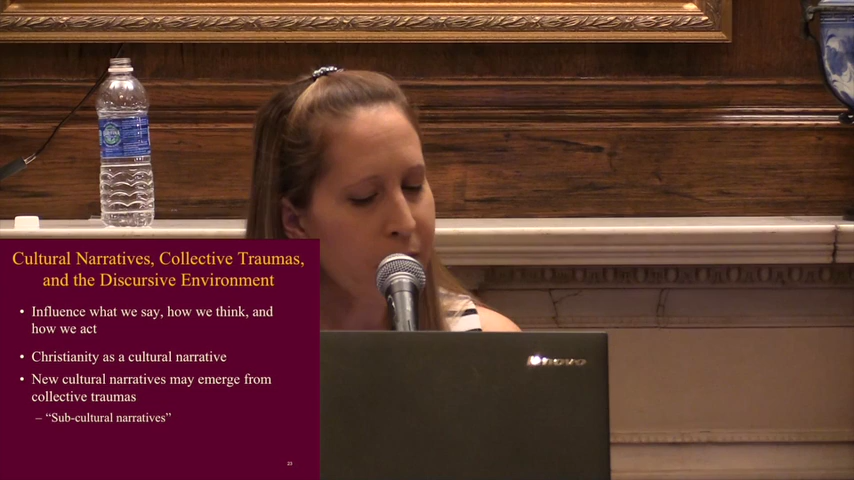 Cultural Narratives, Collective Traumas,
and the Discursive Environment
• Influence what we say, how we think, and
how we act
• Christianity as a cultural narrative
• New cultural narratives may emerge from
collective traumas
– “Sub-cultural narratives”
23
lenovo